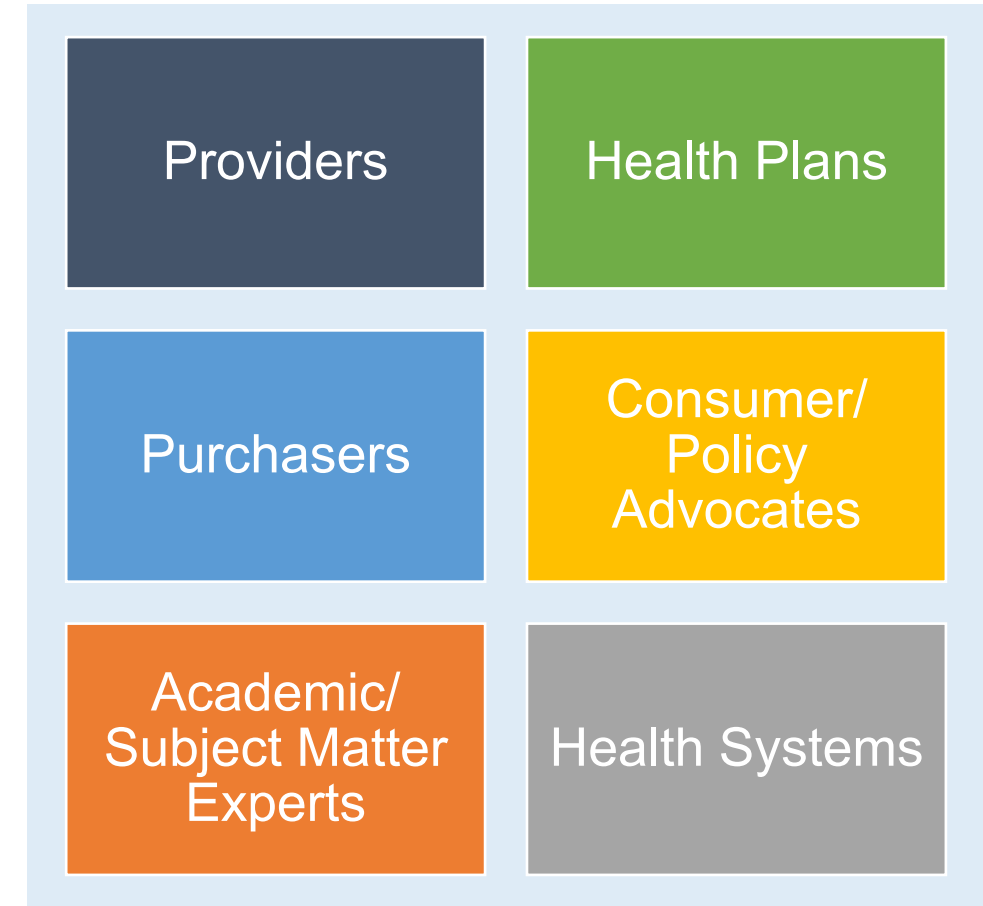 Providers
Health Plans
Purchasers
Consumer/
Policy
Advocates
Academic/
Subject Matter
Experts
Health Systems